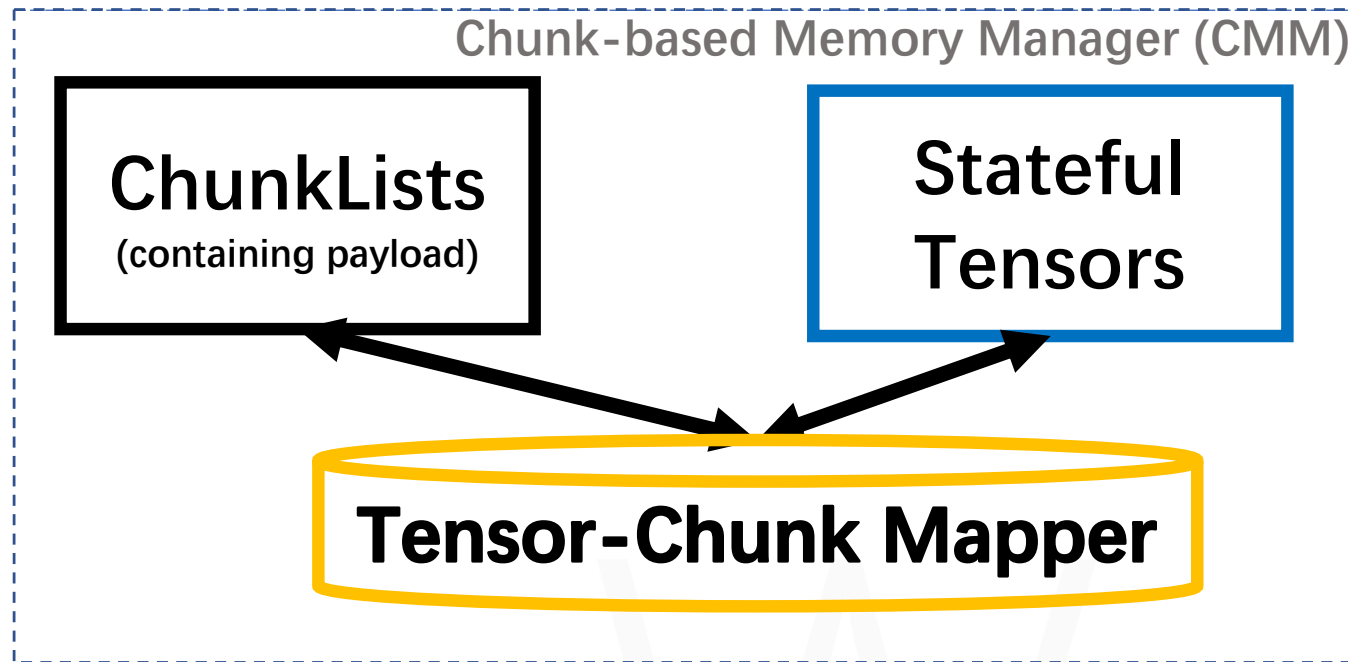 Chunk-based Memory Manager (CMM)
ChunkLists
(containing payload)
Stateful
Tensors
Tensor-Chunk Mapper